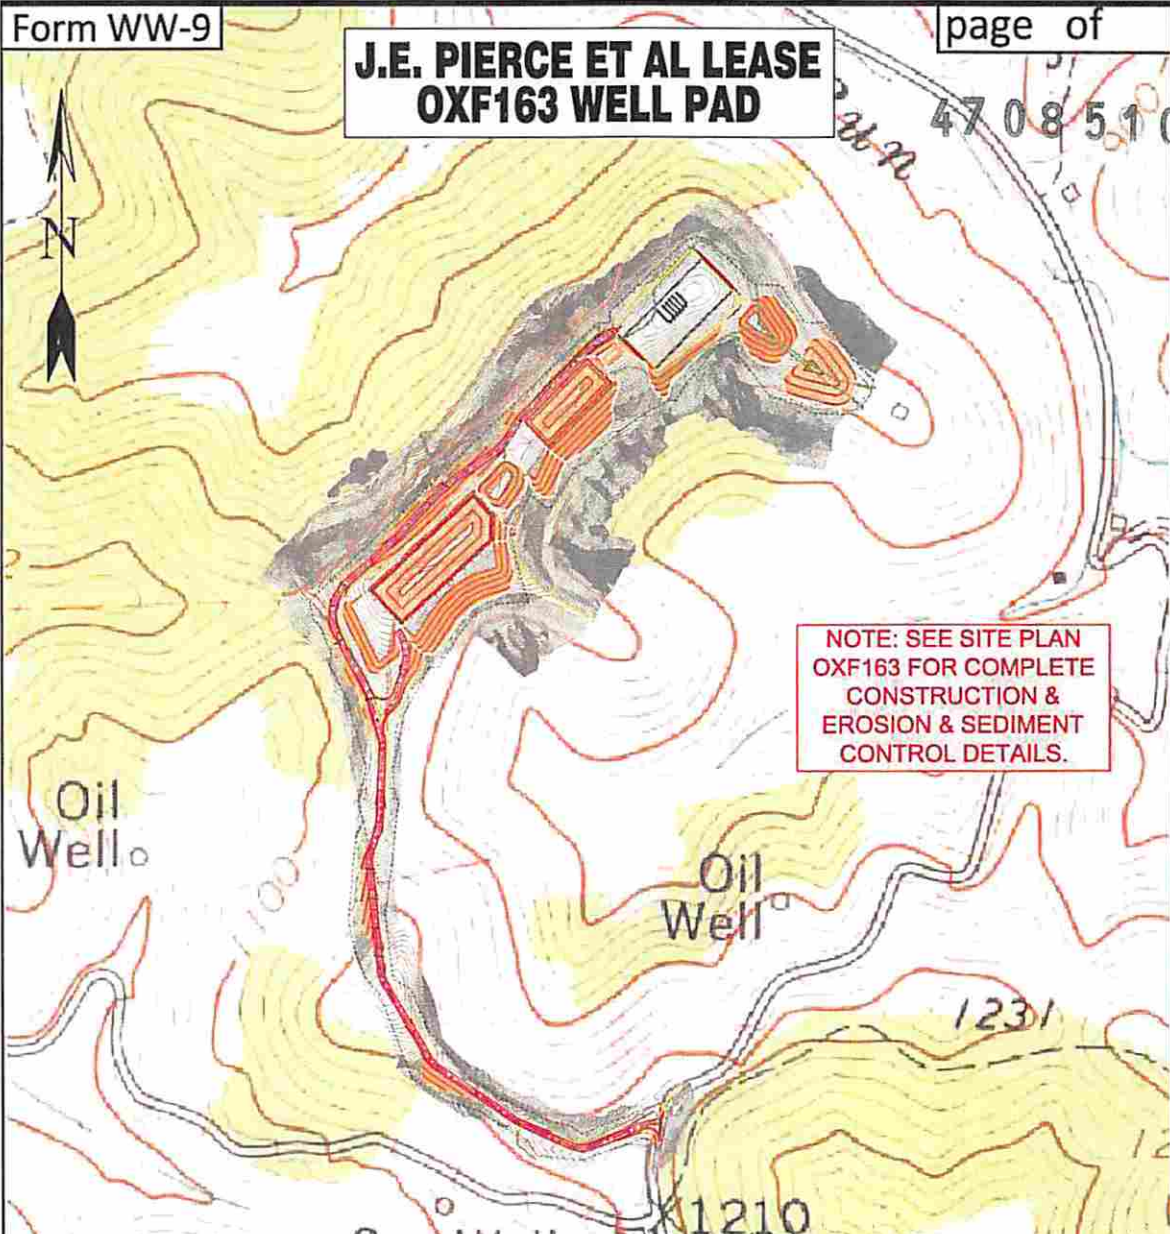 Form WW-9
page of
J.E. PIERCE ET AL LEASE
OXF163 WELL PAD
N
NOTE: SEE SITE PLAN
OXF163 FOR COMPLETE
CONSTRUCTION &
EROSION & SEDIMENT
CONTROL DETAILS.
Oil
Well
Oil
Well
1231
1210